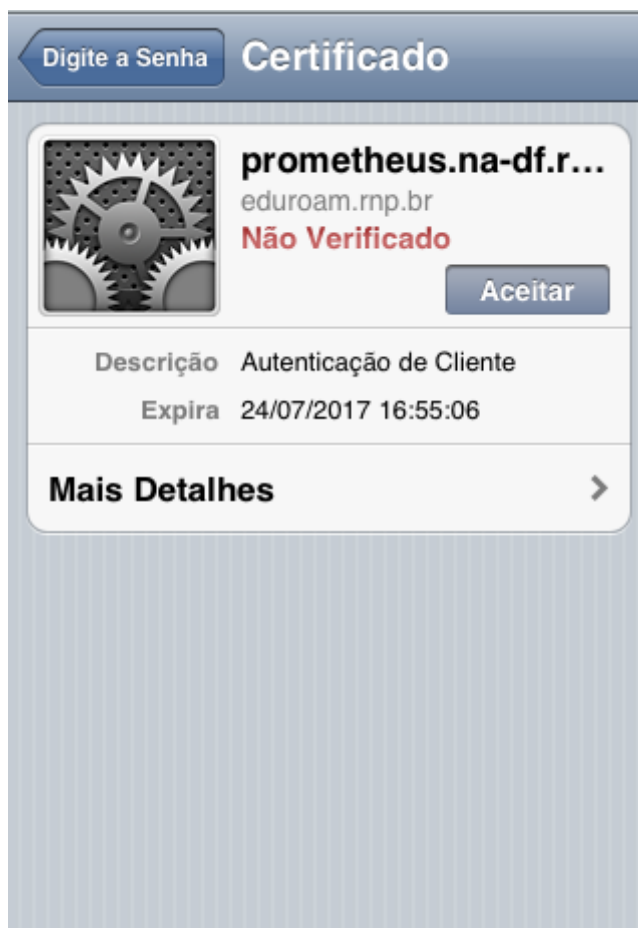 Digite a Senha
Certificado
prometheus.na-df.r...
eduroam.rnp.br
Não Verificado
Aceitar
Descrição Autenticação de Cliente
Expira 24/07/2017 16:55:06
Mais Detalhes